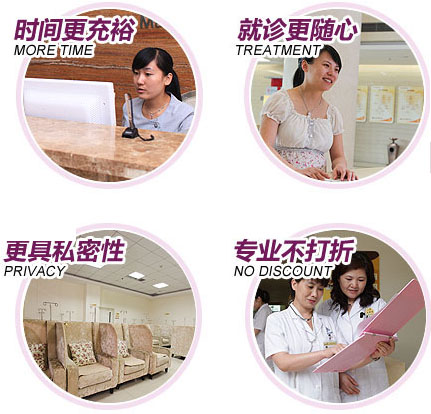 时间更充裕
MORE TIME
就诊更随心
TREATMENT
更具私密性
PRIVACY
专业不打折
NO DISCOUNT